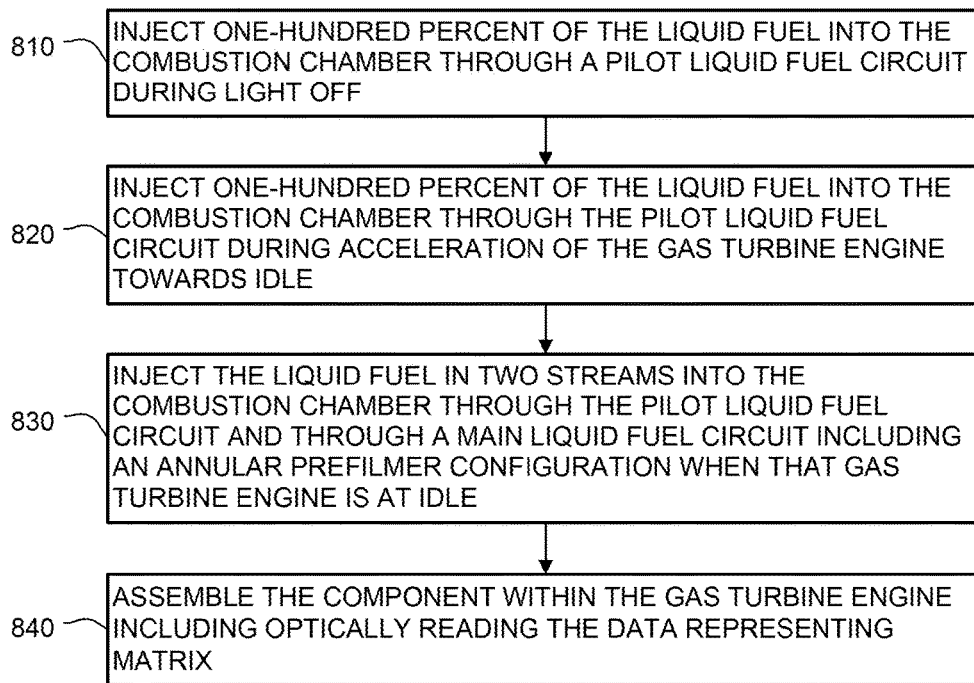 810
INJECT ONE-HUNDRED PERCENT OF THE LIQUID FUEL INTO THE
COMBUSTION CHAMBER THROUGH A PILOT LIQUID FUEL CIRCUIT
DURING LIGHT OFF
820
INJECT ONE-HUNDRED PERCENT OF THE LIQUID FUEL INTO THE
COMBUSTION CHAMBER THROUGH THE PILOT LIQUID FUEL
CIRCUIT DURING ACCELERATION OF THE GAS TURBINE ENGINE
TOWARDS IDLE
830
INJECT THE LIQUID FUEL IN TWO STREAMS INTO THE
COMBUSTION CHAMBER THROUGH THE PILOT LIQUID FUEL
CIRCUIT AND THROUGH A MAIN LIQUID FUEL CIRCUIT INCLUDING
AN ANNULAR PREFILMER CONFIGURATION WHEN THAT GAS
TURBINE ENGINE IS AT IDLE
840
ASSEMBLE THE COMPONENT WITHIN THE GAS TURBINE ENGINE
INCLUDING OPTICALLY READING THE DATA REPRESENTING
MATRIX